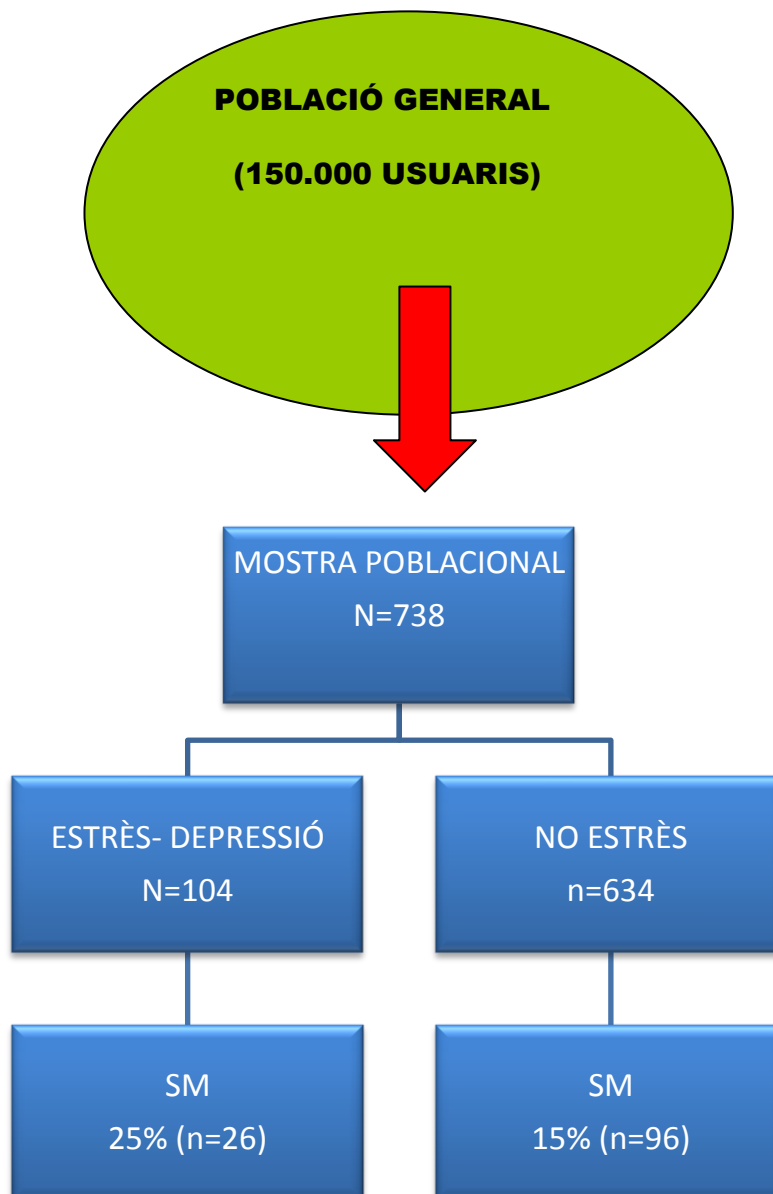 POBLACIÓ GENERAL
(150.000 USUARIS)
MOSTRA POBLACIONAL
N=738
ESTRÈS- DEPRESSIÓ
N=104
NO ESTRÈS
n=634
SM
25% (n=26)
SM
15% (n=96)